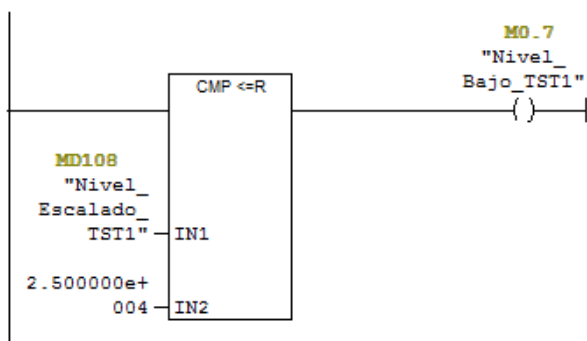 M0.7
"Nivel_
Bajo_TST1"
CMP <=R
MD108
"Nivel_
Escalado_
TST1"
IN1
2.500000e+
004
IN2